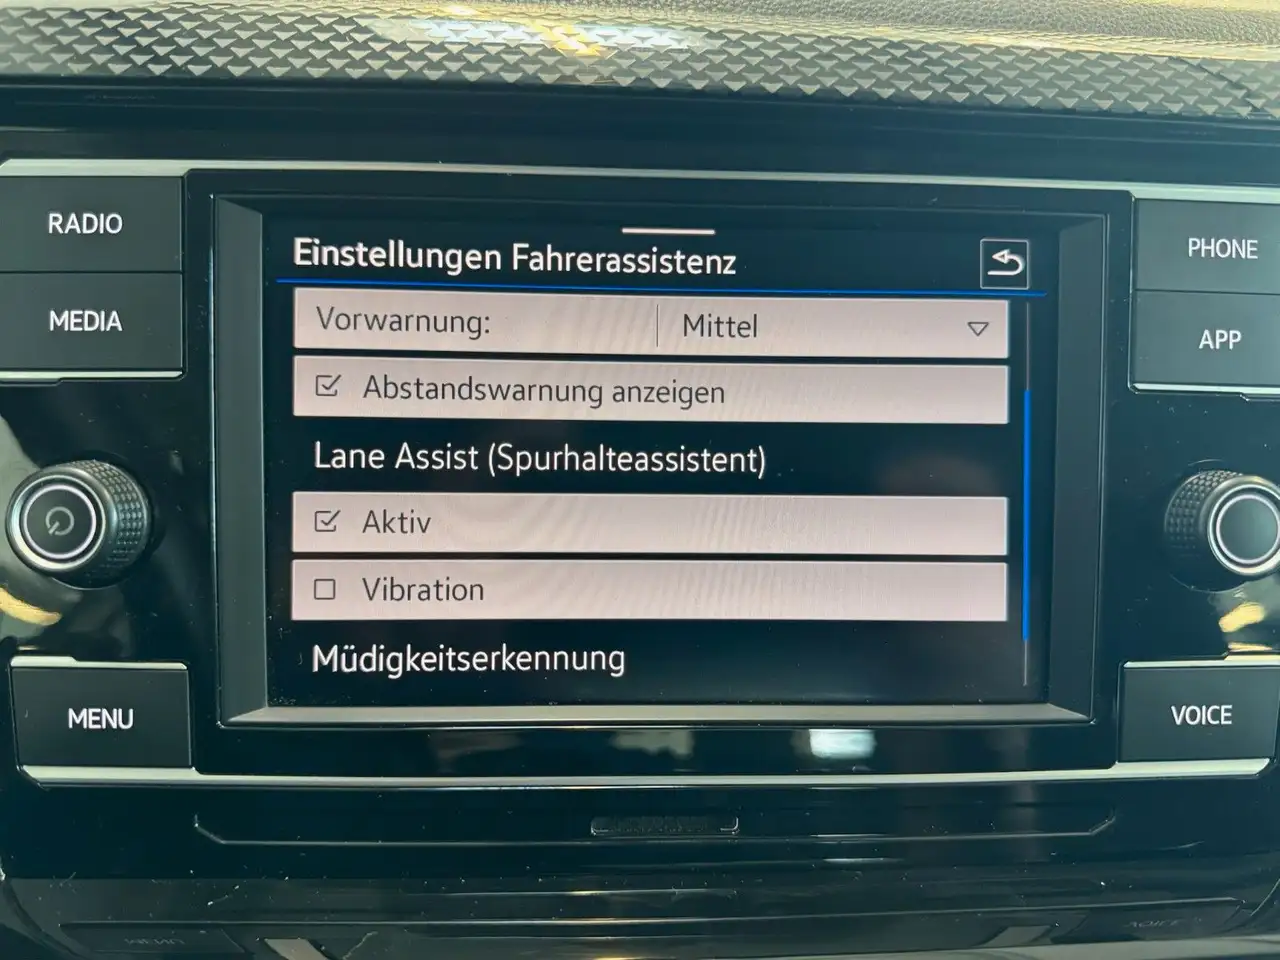 RADIO
MEDIA
MENU
Einstellungen Fahrerassistenz
Vorwarnung: Mittel
Abstandswarnung anzeigen
Lane Assist (Spurhalteassistent)
Aktiv
Vibration
Müdigkeitserkennung
PHONE
APP
VOICE